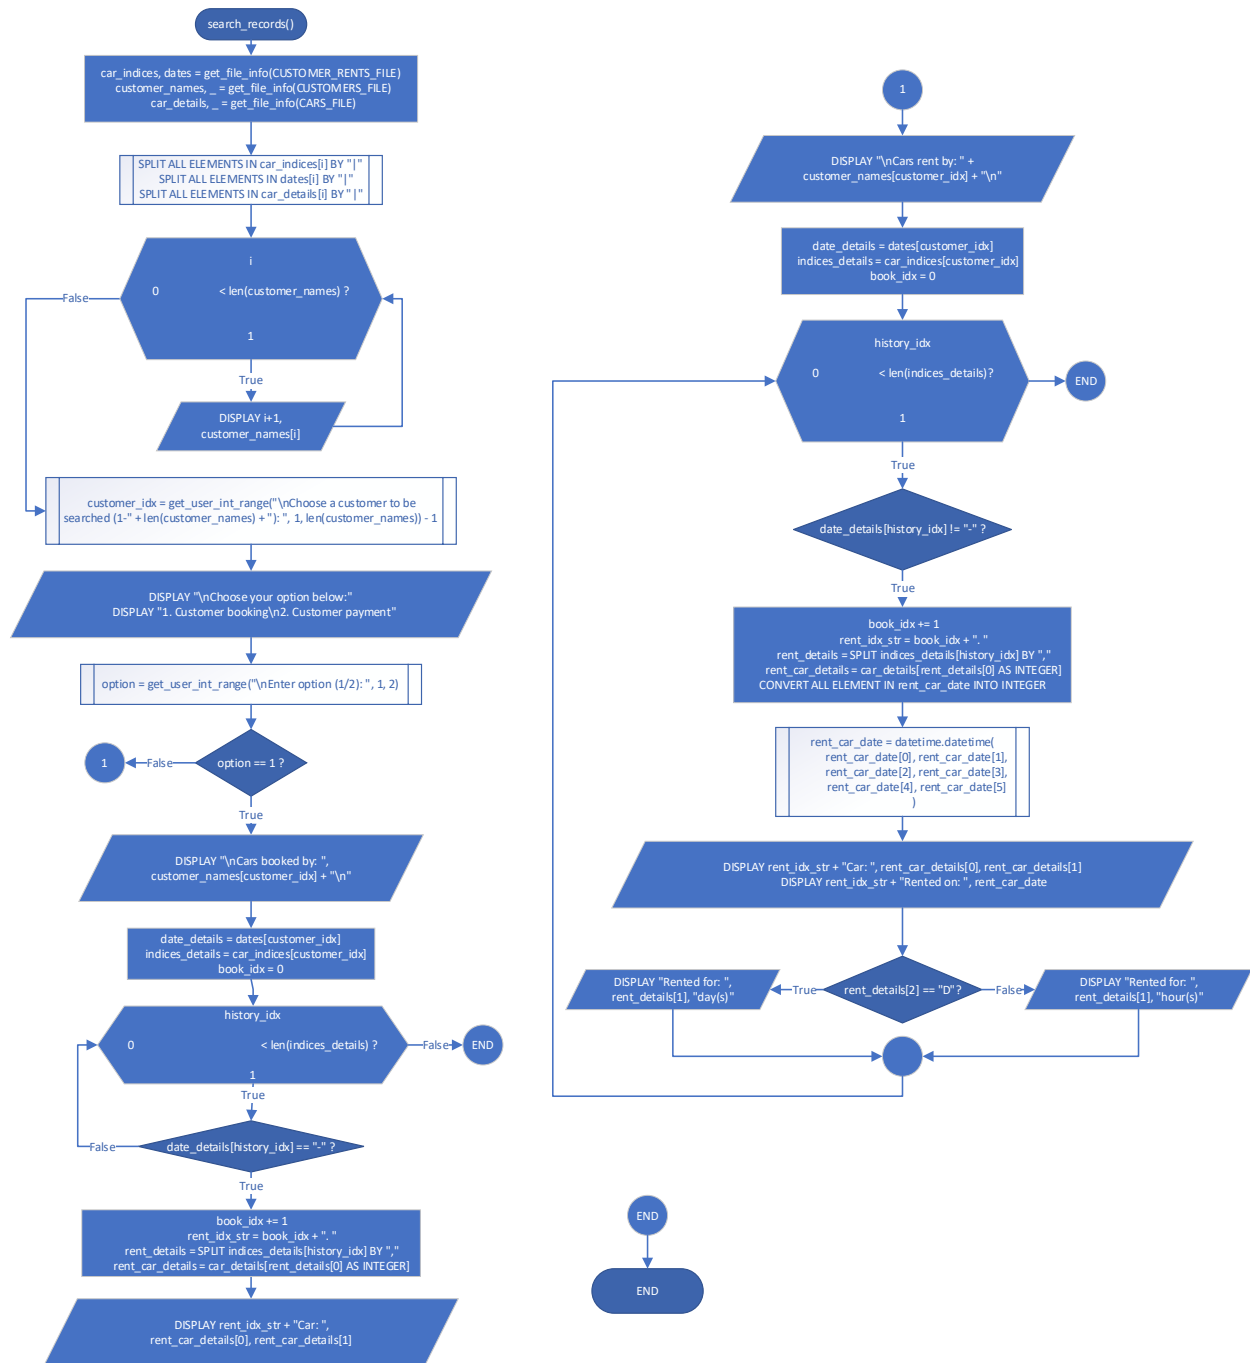 search_records()
car_indices, dates = get_file_info(CUSTOMER_RENTS_FILE)
customer_names, _ = get_file_info(CUSTOMERS_FILE)
car_details, _ = get_file_info(CARS_FILE)
SPLIT ALL ELEMENTS IN car_indices[i] BY "|"
SPLIT ALL ELEMENTS IN dates[i] BY "|"
SPLIT ALL ELEMENTS IN car_details[i] BY "|"
i
0 < len(customer_names) ?
1
False
True
DISPLAY i+1,
customer_names[i]
customer_idx = get_user_int_range("\nChoose a customer to be
searched (1-" + len(customer_names) + "): ", 1, len(customer_names)) - 1
DISPLAY "\nChoose your option below:"
DISPLAY "1. Customer booking\n2. Customer payment"
option = get_user_int_range("\nEnter option (1/2): ", 1, 2)
option == 1 ?
False
1
True
DISPLAY "\nCars booked by: ",
customer_names[customer_idx] + "\n"
date_details = dates[customer_idx]
indices_details = car_indices[customer_idx]
book_idx = 0
history_idx
0 < len(indices_details) ?
1
False
END
True
date_details[history_idx] == "-" ?
False
True
book_idx += 1
rent_idx_str = book_idx + ". "
rent_details = SPLIT indices_details[history_idx] BY ","
rent_car_details = car_details[rent_details[0] AS INTEGER]
DISPLAY rent_idx_str + "Car: ",
rent_car_details[0], rent_car_details[1]
1
DISPLAY "\nCars rent by: " +
customer_names[customer_idx] + "\n"
date_details = dates[customer_idx]
indices_details = car_indices[customer_idx]
book_idx = 0
history_idx
0 < len(indices_details)?
1
END
True
date_details[history_idx] != "-" ?
True
book_idx += 1
rent_idx_str = book_idx + ". "
rent_details = SPLIT indices_details[history_idx] BY ","
rent_car_details = car_details[rent_details[0] AS INTEGER]
CONVERT ALL ELEMENT IN rent_car_date INTO INTEGER
rent_car_date = datetime.datetime(
rent_car_date[0], rent_car_date[1],
rent_car_date[2], rent_car_date[3],
rent_car_date[4], rent_car_date[5]
)
DISPLAY rent_idx_str + "Car: ", rent_car_details[0], rent_car_details[1]
DISPLAY rent_idx_str + "Rented on: ", rent_car_date
rent_details[2] == "D"?
True
False
DISPLAY "Rented for: ",
rent_details[1], "day(s)"
DISPLAY "Rented for: ",
rent_details[1], "hour(s)"
END
END